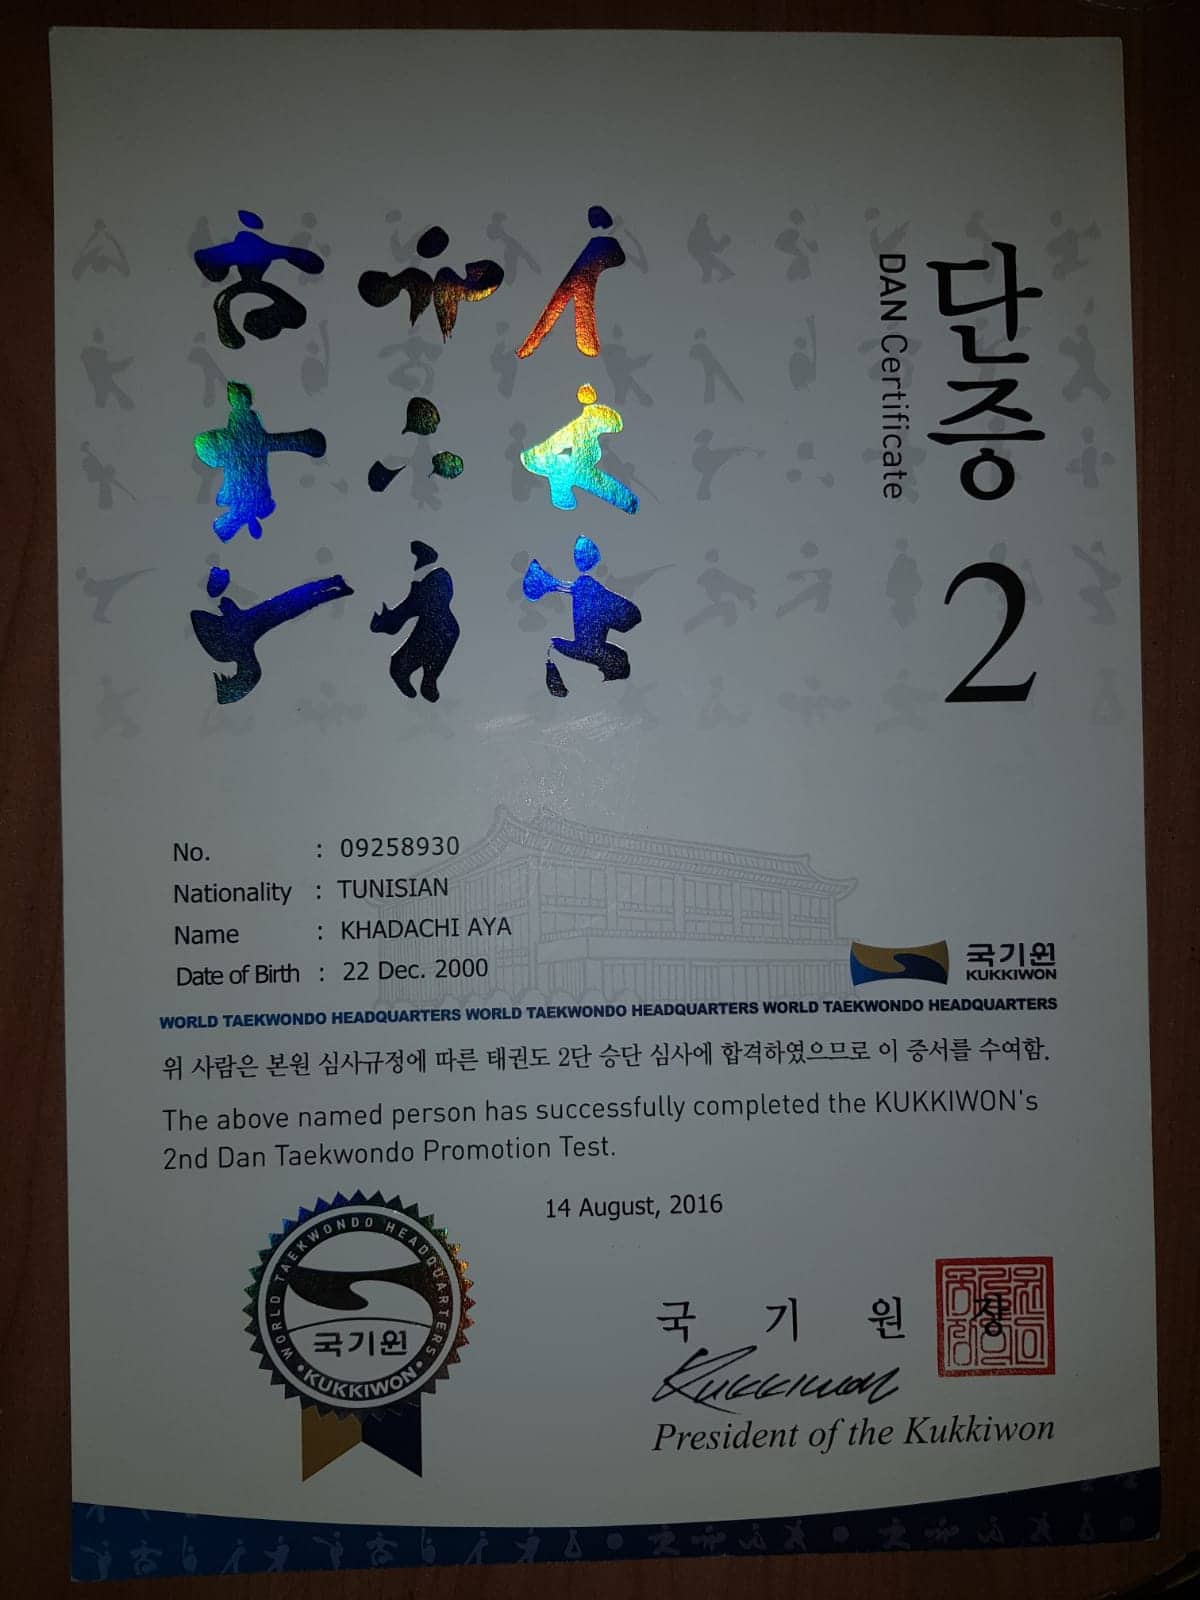 단증
DAN Certificate
2
No. : 09258930
Nationality : TUNISIAN
Name : KHADACHI AYA
Date of Birth : 22 Dec. 2000
국기원
KUKKIWON
WORLD TAEKWONDO HEADQUARTERS WORLD TAEKWONDO HEADQUARTERS WORLD TAEKWONDO HEADQUARTERS
위 사람은 본원 심사규정에 따른 태권도 2단 승단 심사에 합격하였으므로 이 증서를 수여함.
The above named person has successfully completed the KUKKIWON's
2nd Dan Taekwondo Promotion Test.
14 August, 2016
WORLD TAEKWONDO HEADQUARTERS
국기원
KUKKIWON
국 기 원 장
Kukkiwon
President of the Kukkiwon